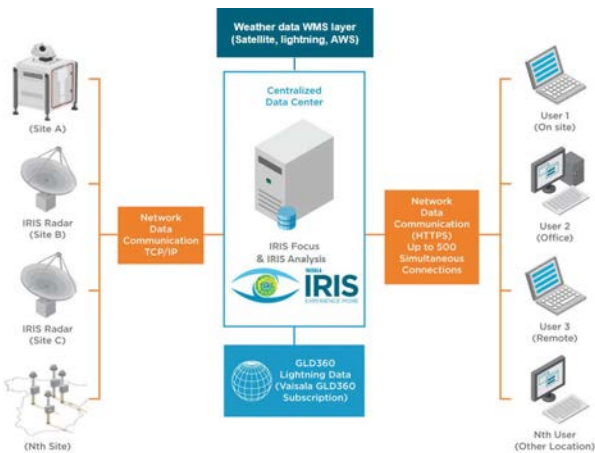 Weather data WMS layer
(Satellite, lightning, AWS)
(Site A)
IRIS Radar
(Site B)
IRIS Radar
(Site C)
(Nth Site)
Network
Data
Communication
TCP/IP
Centralized
Data Center
IRIS Focus
& IRIS Analysis
VAISALA
IRIS
EXPERIENCE MORE
GLD360
Lightning Data
(Vaisala GLD360
Subscription)
Network
Data
Communication
(HTTPS)
Up to 500
Simultaneous
Connections
User 1
(On site)
User 2
(Office)
User 3
(Remote)
Nth User
(Other Location)